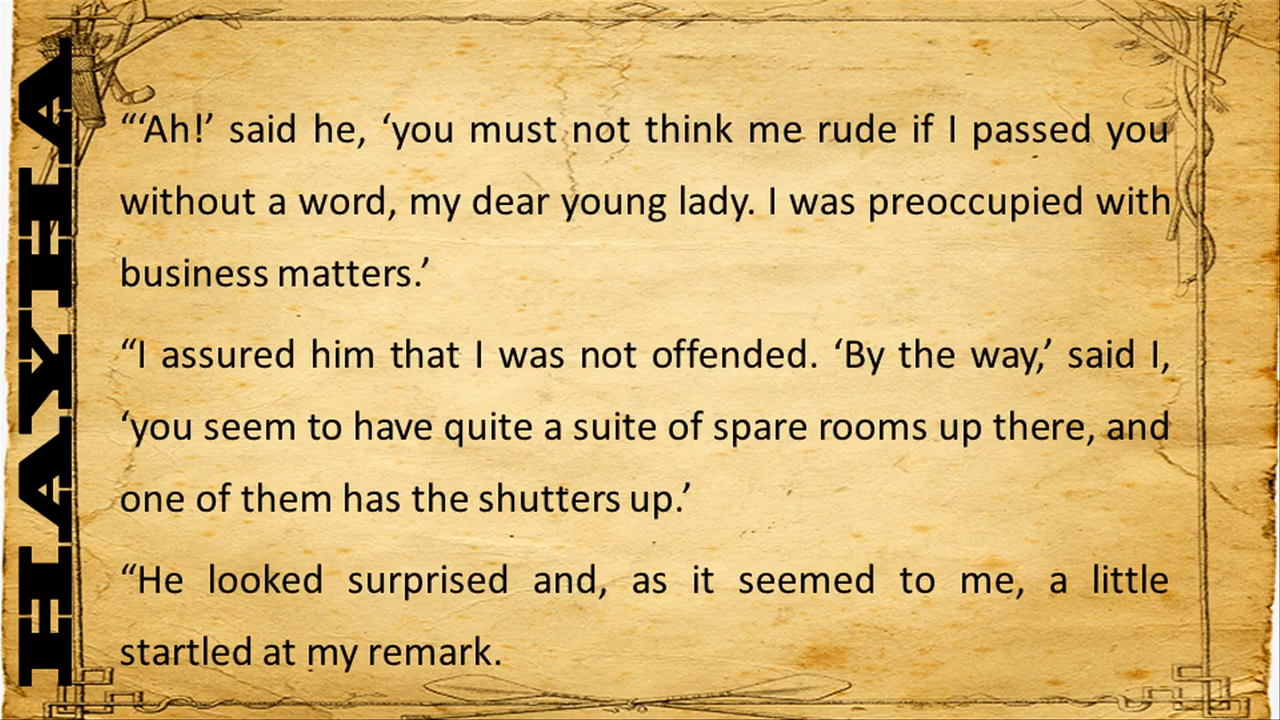 HAYHA
“‘Ah!’ said he, ‘you must not think me rude if I passed you
without a word, my dear young lady. I was preoccupied with
business matters.’
“I assured him that I was not offended. ‘By the way,’ said I,
‘you seem to have quite a suite of spare rooms up there, and
one of them has the shutters up.’
“He looked surprised and, as it seemed to me, a little
startled at my remark.